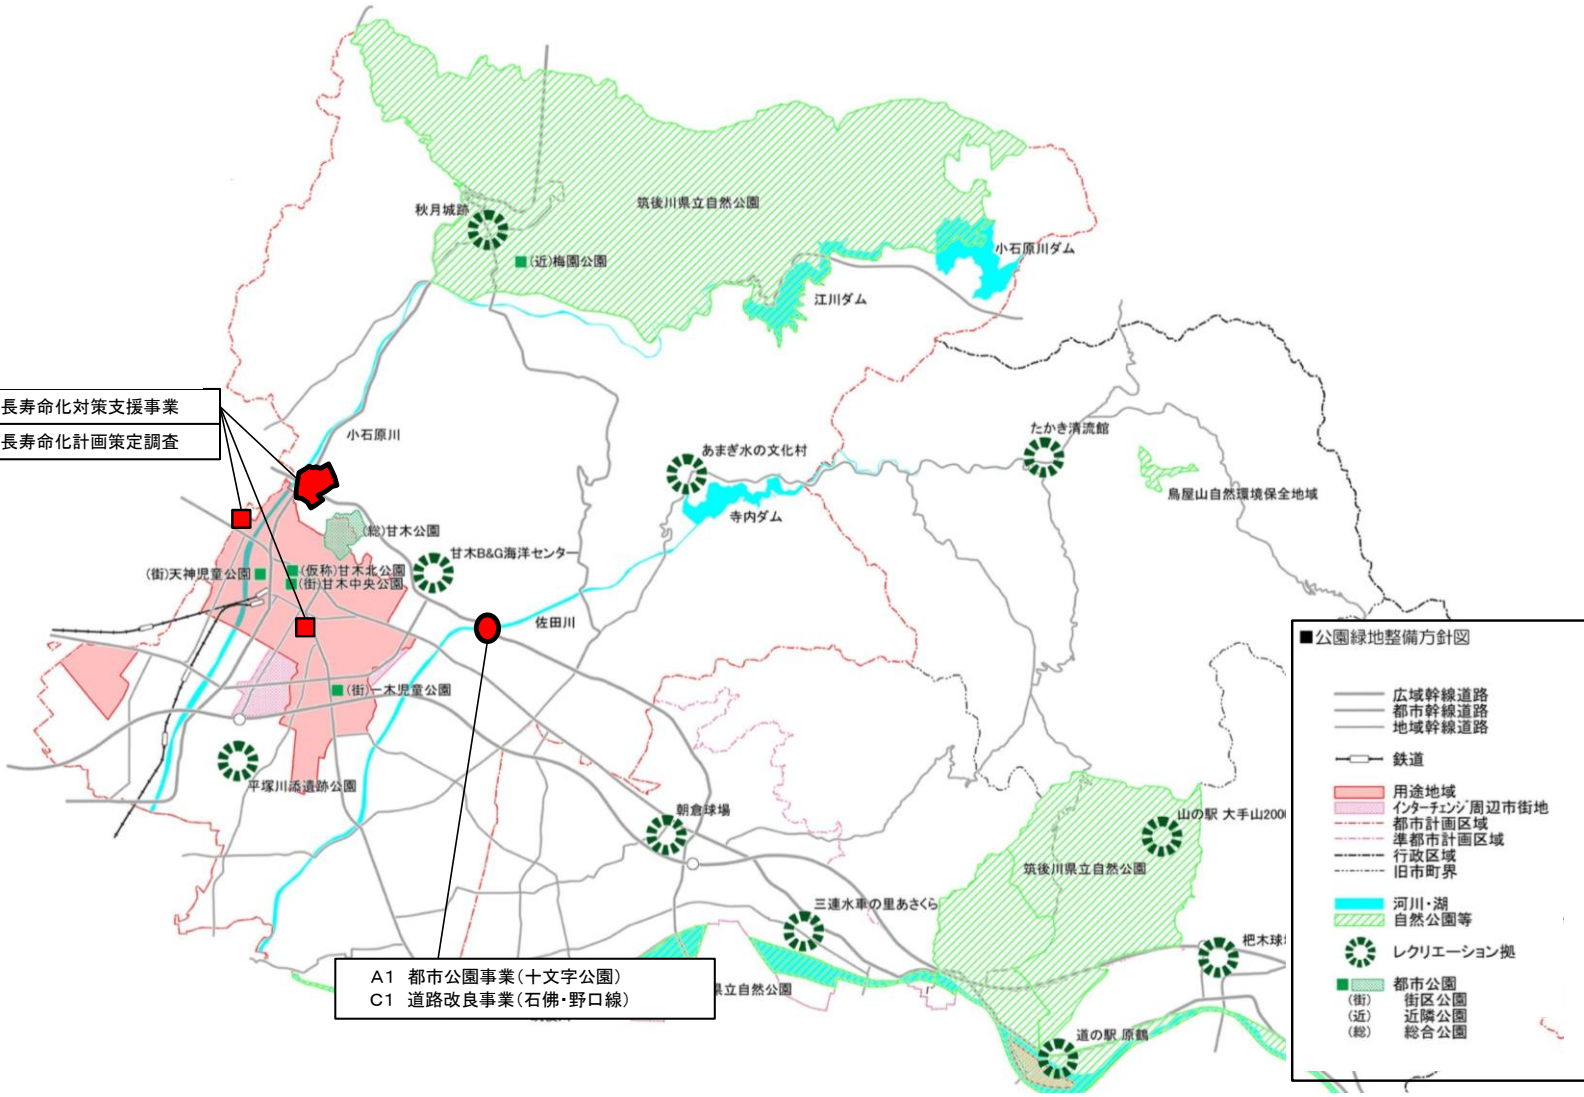 秋月城跡
筑後川県立自然公園
(近)梅園公園
小石原川ダム
江川ダム
長寿命化対策支援事業
長寿命化計画策定調査
小石原川
あまぎ水の文化村
たかき清流館
鳥屋山自然環境保全地域
寺内ダム
(総)甘木公園
甘木B&G海洋センター
(街)天神児童公園
(仮称)甘木北公園
(街)甘木中央公園
佐田川
(街)一木児童公園
平塚川添遺跡公園
朝倉球場
山の駅 大手山200
筑後川県立自然公園
三連水車の里あさくら
杷木球
県立自然公園
道の駅 原鶴
A1 都市公園事業(十文字公園)
C1 道路改良事業(石佛・野口線)
■公園緑地整備方針図
広域幹線道路
都市幹線道路
地域幹線道路
鉄道
用途地域
インターチェンジ周辺市街地
都市計画区域
準都市計画区域
行政区域
旧市町界
河川・湖
自然公園等
レクリエーション拠
都市公園
(街) 街区公園
(近) 近隣公園
(総) 総合公園